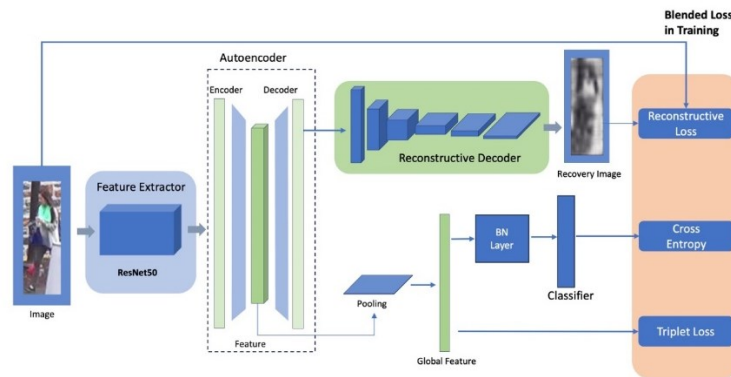 Blended Loss
in Training
Autoencoder
Encoder
Decoder
Reconstructive Decoder
Recovery Image
Reconstructive
Loss
Feature Extractor
ResNet50
Image
BN
Layer
Classifier
Cross
Entropy
Pooling
Feature
Global Feature
Triplet Loss